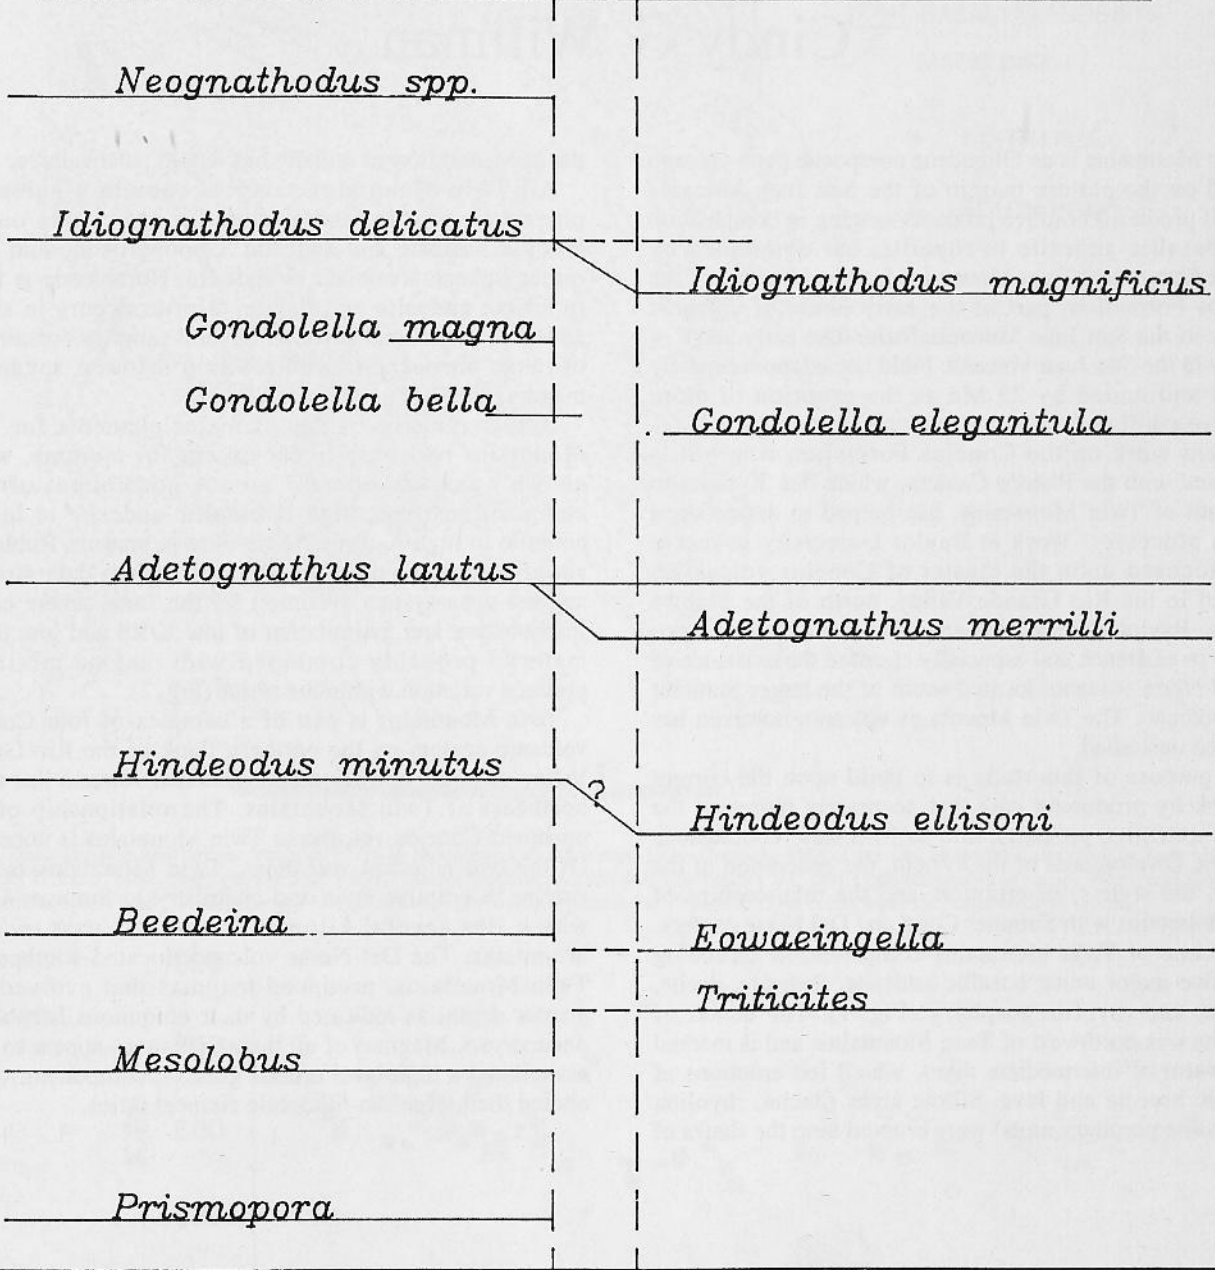 Neognathodus spp.
Idiognathodus delicatus
Idiognathodus magnificus
Gondolella magna
Gondolella bella
Gondolella elegantula
Adetognathus lautus
Adetognathus merrilli
Hindeodus minutus
?
Hindeodus ellisoni
Beedeina
Eowaeingella
Triticites
Mesolobus
Prismopora